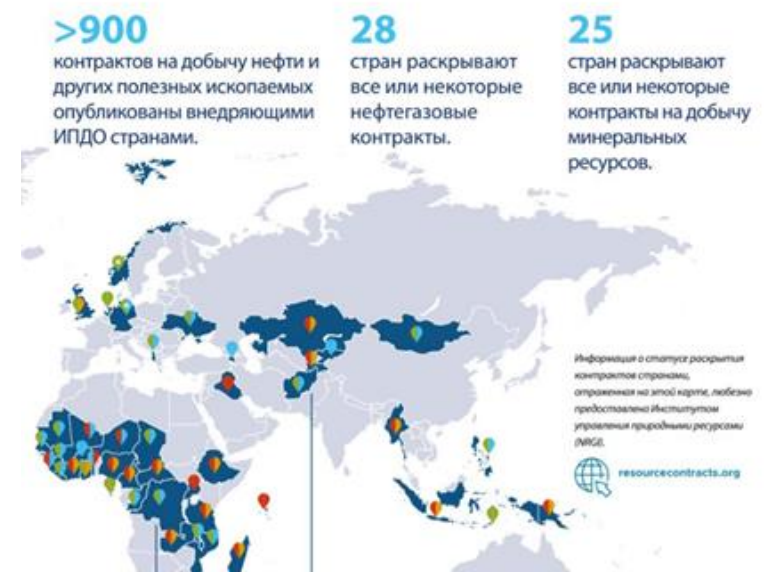 >900
контрактов на добычу нефти и
других полезных ископаемых
опубликованы внедряющими
ИПДО странами.
28
стран раскрывают
все или некоторые
нефтегазовые
контракты.
25
стран раскрывают
все или некоторые
контракты на добычу
минеральных
ресурсов.
Информация о статусе раскрытия
контрактов странами,
отраженная на этой карте, любезно
предоставлена Институтом
управления природными ресурсами
(NRGI).
resourcecontracts.org